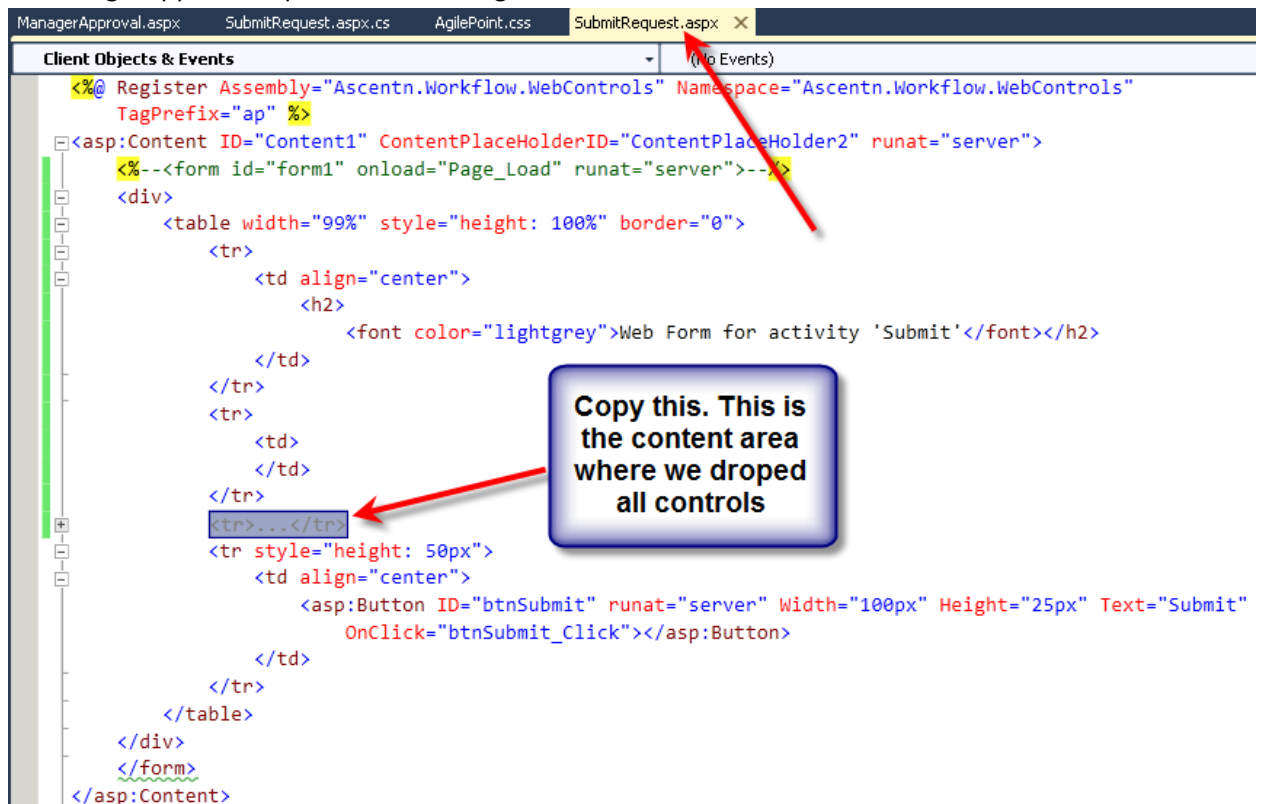 ManagerApproval.aspx SubmitRequest.aspx.cs AgilePoint.css SubmitRequest.aspx ✕
Client Objects & Events (No Events)
<%@ Register Assembly="Ascentn.Workflow.WebControls" Namespace="Ascentn.Workflow.WebControls"
TagPrefix="ap" %>
<asp:Content ID="Content1" ContentPlaceHolderID="ContentPlaceHolder2" runat="server">
<%--<form id="form1" onload="Page_Load" runat="server">--%>
<div>
<table width="99%" style="height: 100%" border="0">
<tr>
<td align="center">
<h2>
<font color="lightgrey">Web Form for activity 'Submit'</font></h2>
</td>
</tr>
<tr>
<td>
</td>
</tr>
<tr>...</tr>
<tr style="height: 50px">
<td align="center">
<asp:Button ID="btnSubmit" runat="server" Width="100px" Height="25px" Text="Submit"
OnClick="btnSubmit_Click"></asp:Button>
</td>
</tr>
</table>
</div>
</form>
</asp:Content>
Copy this. This is
the content area
where we droped
all controls